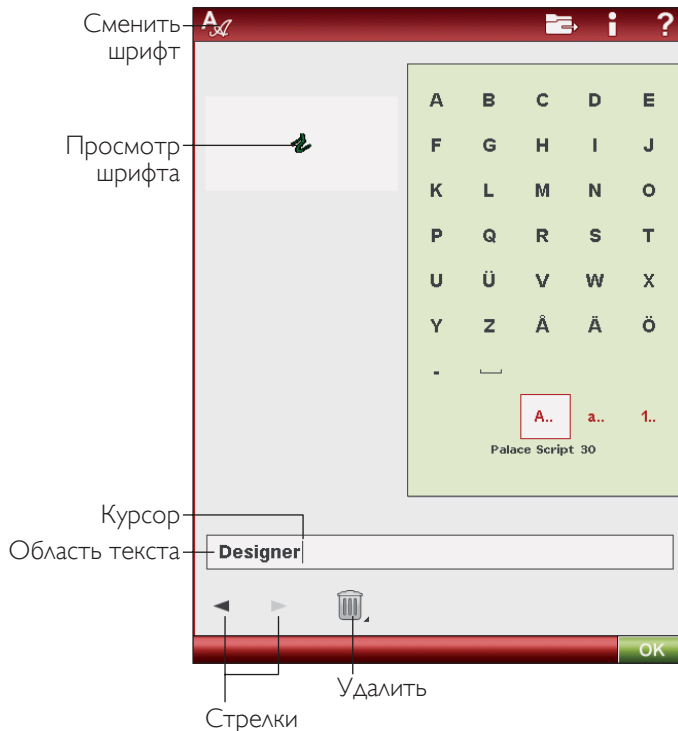 Сменить
шрифт
A A i ?
Просмотр
шрифта
r
A B C D E
F G H I J
K L M N O
P Q R S T
U Ü V W X
Y Z Å Ä Ö
-
A.. a.. 1..
Palace Script 30
Курсор
Область текста
Designer
OK
Удалить
Стрелки